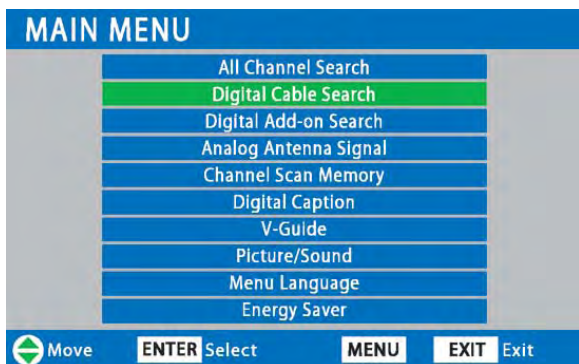 MAIN MENU
All Channel Search
Digital Cable Search
Digital Add-on Search
Analog Antenna Signal
Channel Scan Memory
Digital Caption
V-Guide
Picture/Sound
Menu Language
Energy Saver
Move ENTER Select MENU EXIT Exit